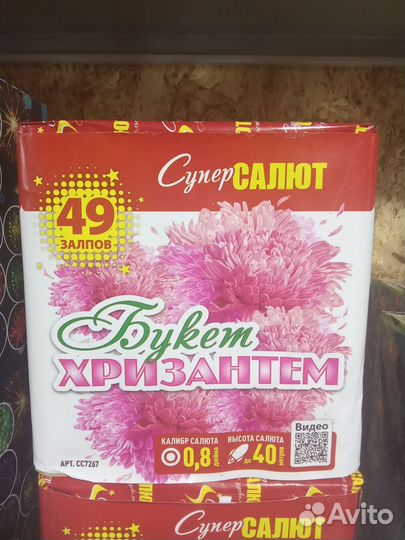 СуперСАЛЮТ
49
ЗАЛПОВ
Букет
ХРИЗАНТЕМ
Видео
КАЛИБР САЛЮТА
0,8 дюйма
ВЫСОТА САЛЮТА
до 40 метров
АРТ. СС7267
СуперСАЛЮТ
Avito